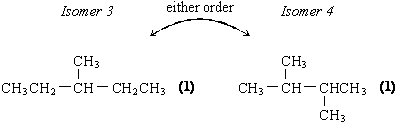 either order
Isomer 3 Isomer 4
CH₃ CH₃
CH₃CH₂—CH—CH₂CH₃ (1) CH₃—CH—CHCH₃ (1)
CH₃